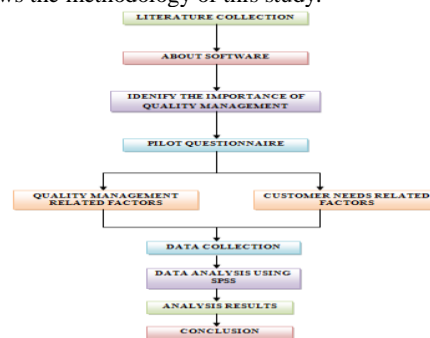 ws the methodology of this study.
LITERATURE COLLECTION
ABOUT SOFTWARE
IDENIFY THE IMPORTANCE OF
QUALITY MANAGEMENT
PILOT QUESTIONNAIRE
QUALITY MANAGEMENT
RELATED FACTORS
CUSTOMER NEEDS RELATED
FACTORS
DATA COLLECTION
DATA ANALYSIS USING
SPSS
ANALYSIS RESULTS
CONCLUSION